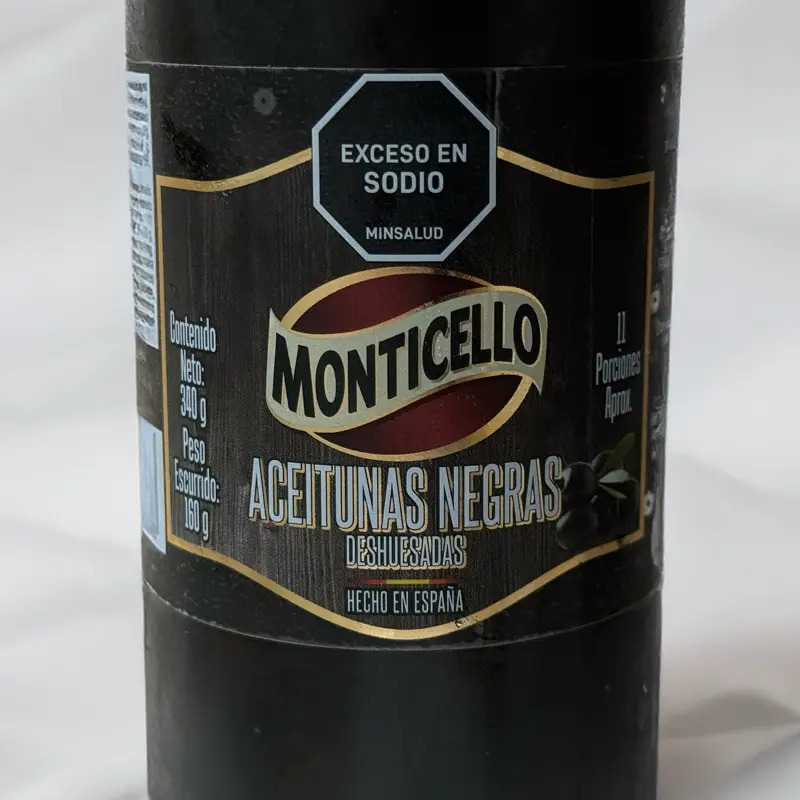 EXCESO EN
SODIO
MINSALUD
MONTICELLO
Contenido
Neto:
340 g
Peso
Escurrido:
160 g
11
Porciones
Aprox.
ACEITUNAS NEGRAS
DESHUESADAS
HECHO EN ESPAÑA